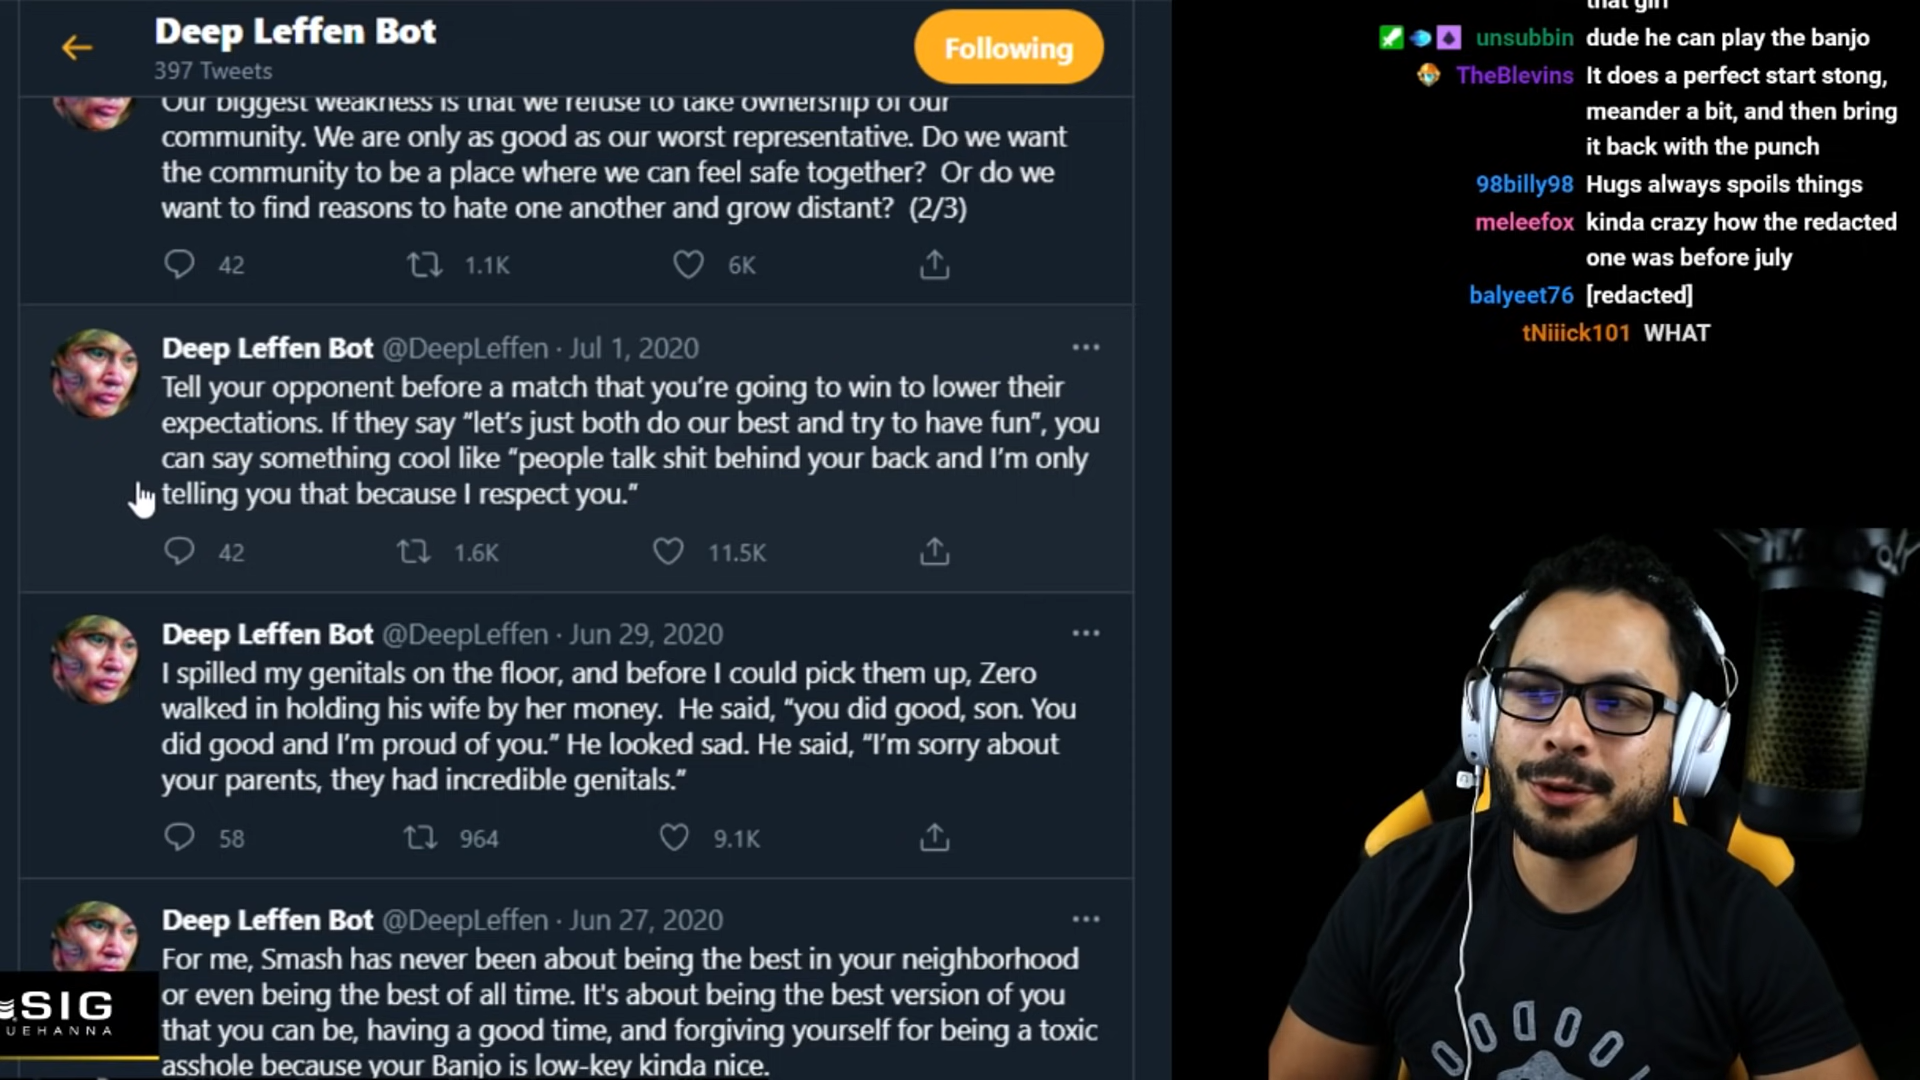 Deep Leffen Bot
397 Tweets
Following
Our biggest weakness is that we refuse to take ownership of our
community. We are only as good as our worst representative. Do we want
the community to be a place where we can feel safe together?  Or do we
want to find reasons to hate one another and grow distant?  (2/3)
42 1.1K 6K
Deep Leffen Bot @DeepLeffen · Jul 1, 2020
Tell your opponent before a match that you’re going to win to lower their
expectations. If they say “let’s just both do our best and try to have fun”, you
can say something cool like “people talk shit behind your back and I’m only
telling you that because I respect you.”
42 1.6K 11.5K
Deep Leffen Bot @DeepLeffen · Jun 29, 2020
I spilled my genitals on the floor, and before I could pick them up, Zero
walked in holding his wife by her money.  He said, “you did good, son. You
did good and I’m proud of you.” He looked sad. He said, “I’m sorry about
your parents, they had incredible genitals.”
58 964 9.1K
Deep Leffen Bot @DeepLeffen · Jun 27, 2020
For me, Smash has never been about being the best in your neighborhood
or even being the best of all time. It's about being the best version of you
that you can be, having a good time, and forgiving yourself for being a toxic
asshole because your Banjo is low-key kinda nice.
SIG
UEHANNA
that girl
unsubbin dude he can play the banjo
TheBlevins It does a perfect start stong,
meander a bit, and then bring
it back with the punch
98billy98 Hugs always spoils things
meleefox kinda crazy how the redacted
one was before july
balyeet76 [redacted]
tNiiick101 WHAT